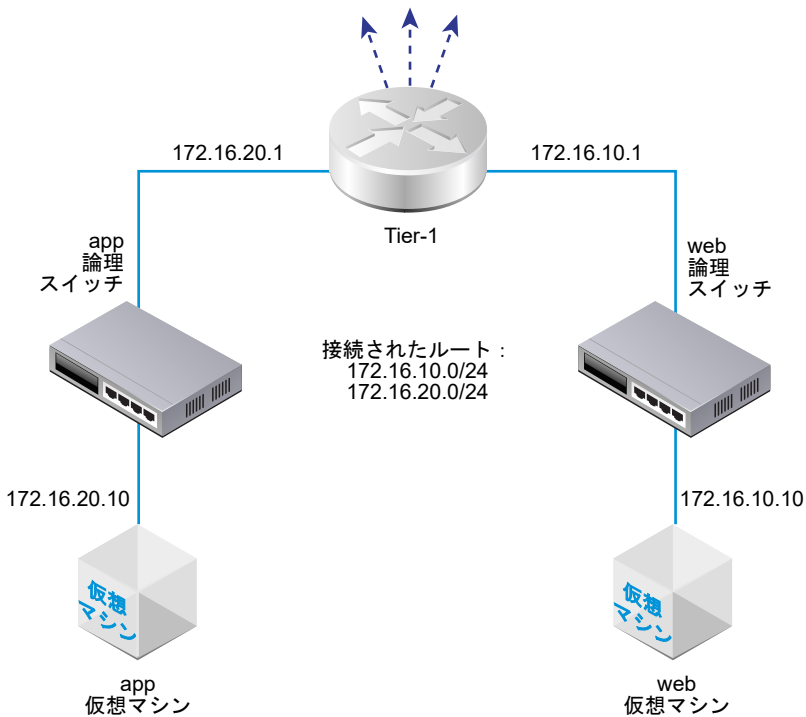 172.16.20.1
172.16.10.1
Tier-1
app
論理
スイッチ
web
論理
スイッチ
接続されたルート：
172.16.10.0/24
172.16.20.0/24
172.16.20.10
172.16.10.10
仮想
マシン
仮想
マシン
app
仮想マシン
web
仮想マシン